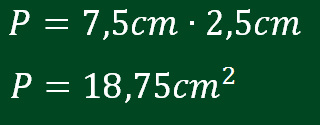 P = 7,5cm · 2,5cm
P = 18,75cm²